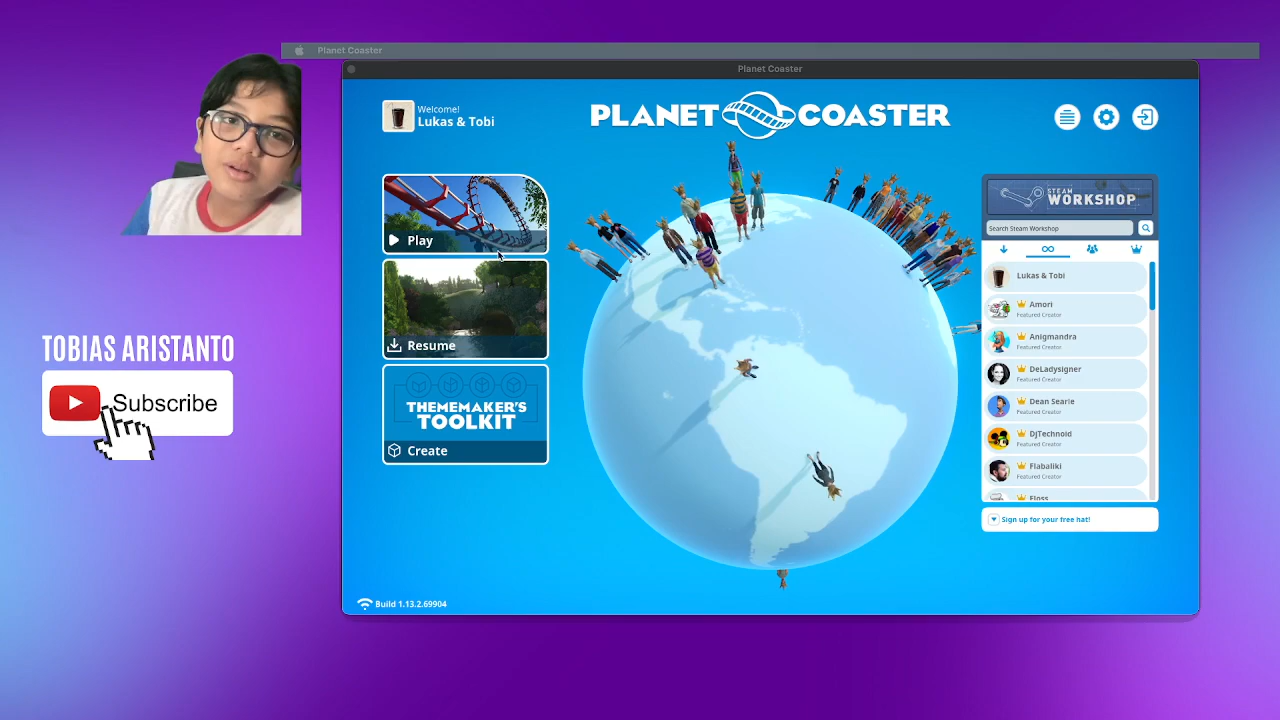 Planet Coaster
Planet Coaster
Welcome!
Lukas & Tobi
PLANET COASTER
Play
Resume
THEMEMAKER'S
TOOLKIT
Create
STEAM
WORKSHOP
Search Steam Workshop
Lukas & Tobi
Amori
Featured Creator
Anigmandra
Featured Creator
DeLadysigner
Featured Creator
Dean Searle
Featured Creator
DjTechnoid
Featured Creator
Flabaliki
Featured Creator
Floss
Sign up for your free hat!
Build 1.13.2.69904
TOBIAS ARISTANTO
Subscribe